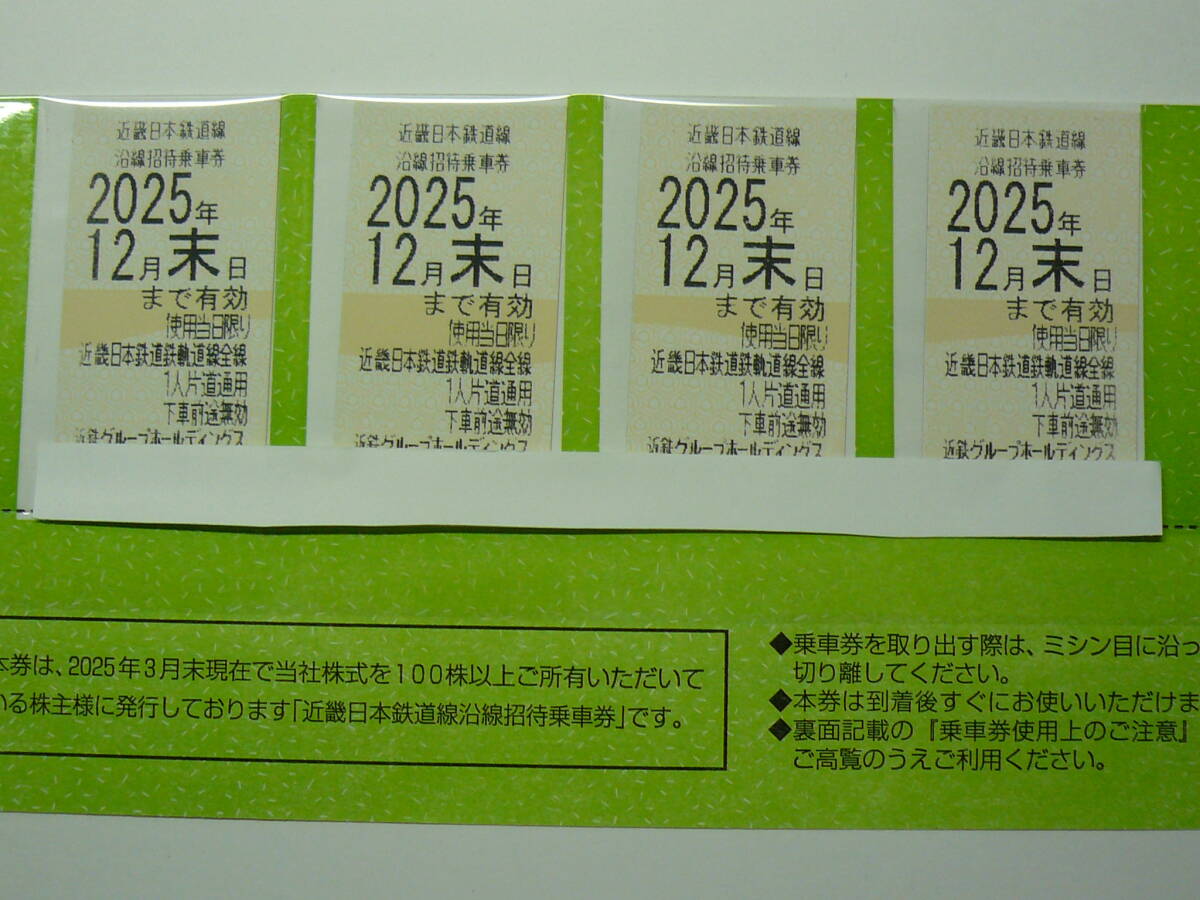 近畿日本鉄道線
沿線招待乗車券
2025年
12月末日
まで有効
使用当日限り
近畿日本鉄道鉄軌道線全線
1人片道通用
下車前途無効
近鉄グループホールディングス
近畿日本鉄道線
沿線招待乗車券
2025年
12月末日
まで有効
使用当日限り
近畿日本鉄道鉄軌道線全線
1人片道通用
下車前途無効
近鉄グループホールディングス
近畿日本鉄道線
沿線招待乗車券
2025年
12月末日
まで有効
使用当日限り
近畿日本鉄道鉄軌道線全線
1人片道通用
下車前途無効
近鉄グループホールディングス
近畿日本鉄道線
沿線招待乗車券
2025年
12月末日
まで有効
使用当日限り
近畿日本鉄道鉄軌道線全線
1人片道通用
下車前途無効
近鉄グループホールディングス
本券は、2025年3月末現在で当社株式を100株以上ご所有いただいて
いる株主様に発行しております「近畿日本鉄道線沿線招待乗車券」です。
◆乗車券を取り出す際は、ミシン目に沿っ
切り離してください。
◆本券は到着後すぐにお使いいただけま
◆裏面記載の『乗車券使用上のご注意』
ご高覧のうえご利用ください。